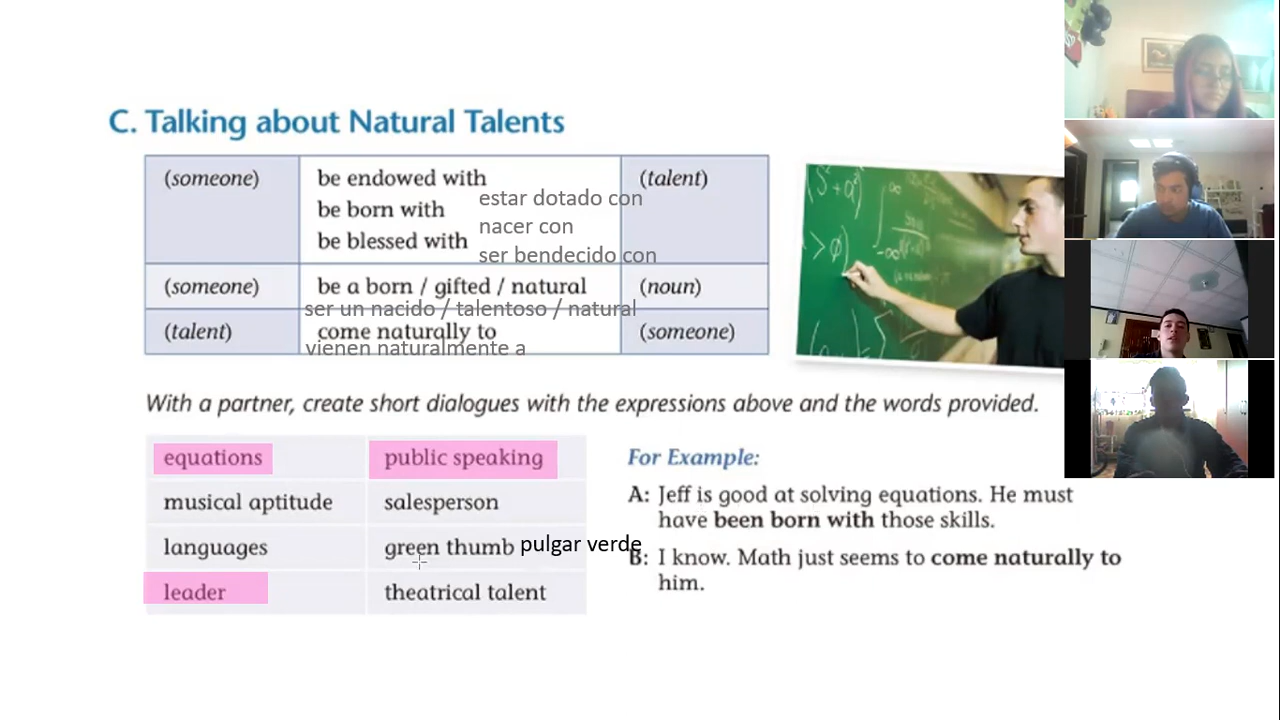 C. Talking about Natural Talents
(someone)
be endowed with
(talent)
estar dotado con
be born with
nacer con
be blessed with
ser bendecido con
(someone)
be a born / gifted / natural
(noun)
ser un nacido / talentoso / natural
(talent)
come naturally to
(someone)
vienen naturalmente a
With a partner, create short dialogues with the expressions above and the words provided.
equations
public speaking
musical aptitude
salesperson
languages
green thumb
pulgar verde
leader
theatrical talent
For Example:
A: Jeff is good at solving equations. He must
have been born with those skills.
B: I know. Math just seems to come naturally to
him.